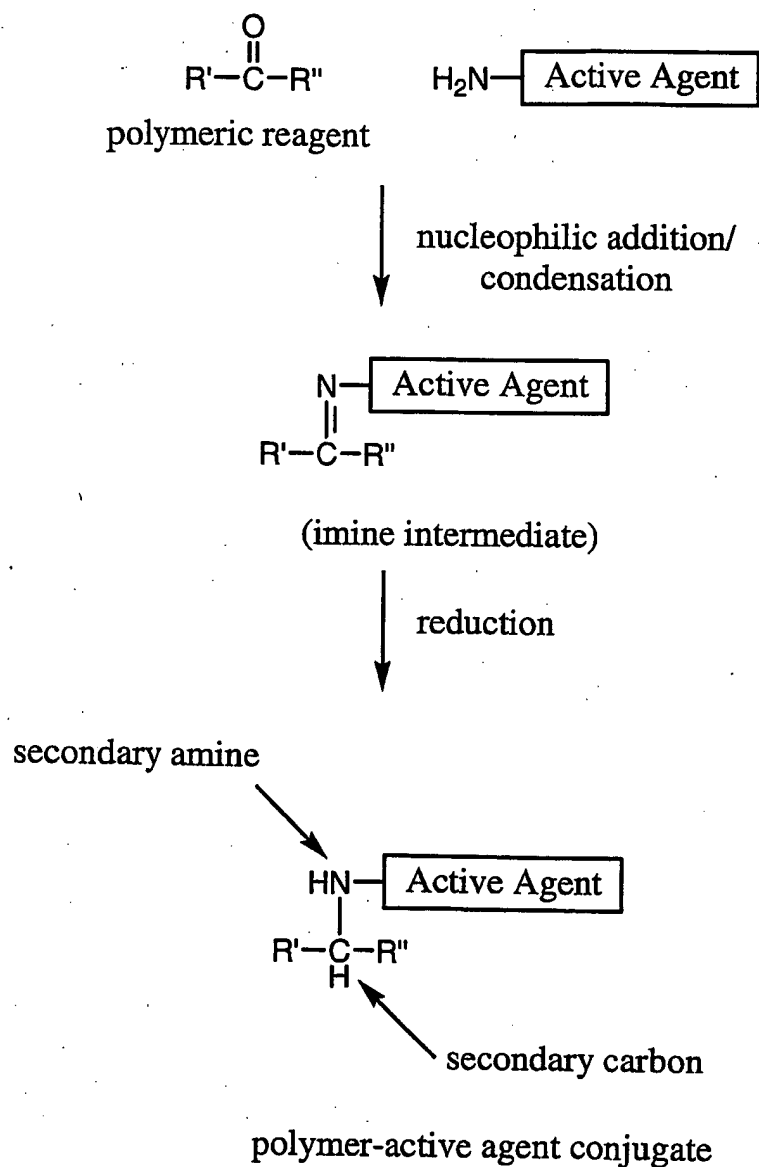 O
R'–C–R"
H₂N– Active Agent
polymeric reagent
nucleophilic addition/
condensation
N– Active Agent
R'–C–R"
(imine intermediate)
reduction
secondary amine
HN– Active Agent
R'–C–R"
H
secondary carbon
polymer-active agent conjugate